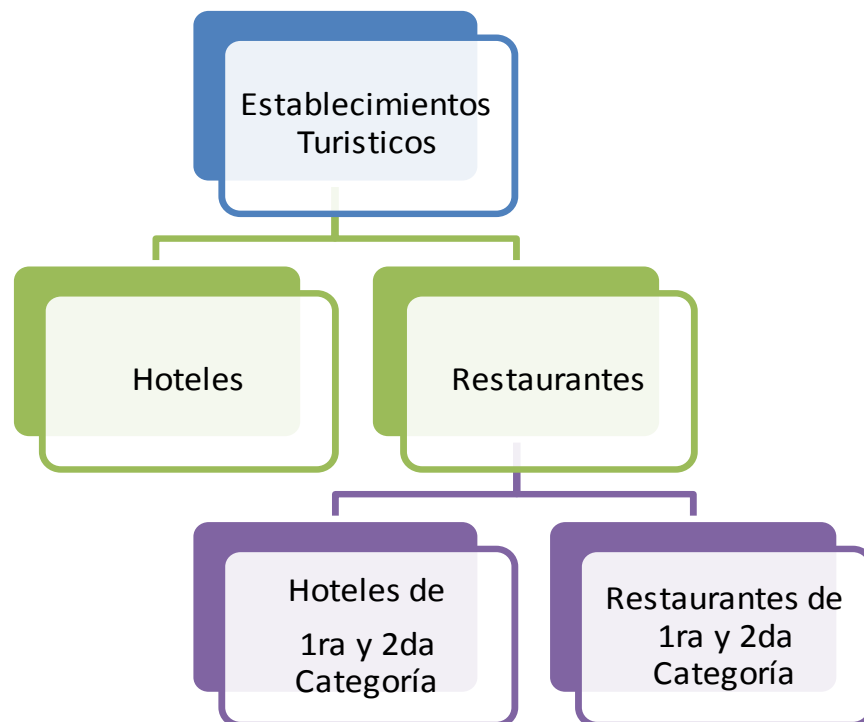 Establecimientos
Turisticos
Hoteles
Restaurantes
Hoteles de
1ra y 2da
Categoría
Restaurantes de
1ra y 2da
Categoría